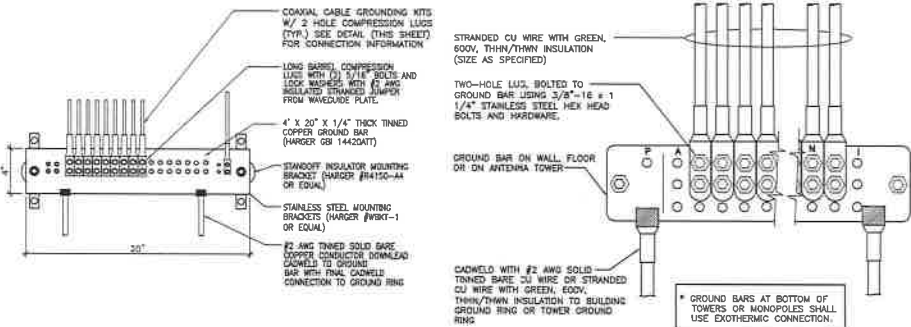 COAXIAL CABLE GROUNDING KITS
W/ 2 HOLE COMPRESSION LUGS
(TYP.) SEE DETAIL (THIS SHEET)
FOR CONNECTION INFORMATION
LONG BARREL COMPRESSION
LUGS WITH (2) 5/16" BOLTS AND
LOCK WASHERS WITH #2 AWG
INSULATED STRANDED JUMPER
FROM WAVEGUIDE PLATE.
4' X 20" X 1/4" THICK TINNED
COPPER GROUND BAR
(HARGER GBI 14420ATT)
STANDOFF INSULATOR MOUNTING
BRACKET (HARGER #R4150-A4
OR EQUAL)
STAINLESS STEEL MOUNTING
BRACKETS (HARGER #WBKT-1
OR EQUAL)
#2 AWG TINNED SOLID BARE
COPPER CONDUCTOR DOWNLEAD
CADWELD TO GROUND
BAR WITH FINAL CADWELD
CONNECTION TO GROUND RING
4"
20"
STRANDED CU WIRE WITH GREEN,
600V, THHN/THWN INSULATION
(SIZE AS SPECIFIED)
TWO-HOLE LUG, BOLTED TO
GROUND BAR USING 3/8"-16 x 1
1/4" STAINLESS STEEL HEX HEAD
BOLTS AND HARDWARE.
GROUND BAR ON WALL, FLOOR
OR ON ANTENNA TOWER
P A N I
CADWELD WITH #2 AWG SOLID
TINNED BARE CU WIRE OR STRANDED
CU WIRE WITH GREEN, 600V,
THHN/THWN INSULATION TO BUILDING
GROUND RING OR TOWER GROUND
RING
* GROUND BARS AT BOTTOM OF
TOWERS OR MONOPOLES SHALL
USE EXOTHERMIC CONNECTION.